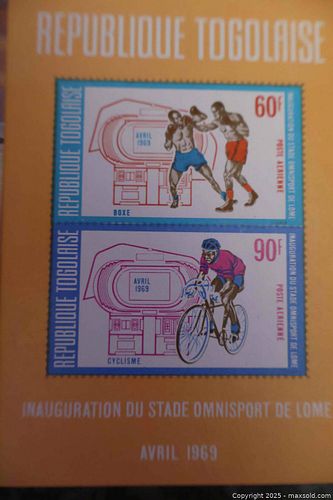 REPUBLIQUE TOGOLAISE
REPUBLIQUE TOGOLAISE
60F
AVRIL
1969
BOXE
POSTE AERIENNE
INAUGURATION DU STADE OMNISPORT DE LOME
REPUBLIQUE TOGOLAISE
90F
AVRIL
1969
CYCLISME
POSTE AERIENNE
INAUGURATION DU STADE OMNISPORT DE LOME
INAUGURATION DU STADE OMNISPORT DE LOME
AVRIL 1969
Copyright © 2025 - maxsold.com